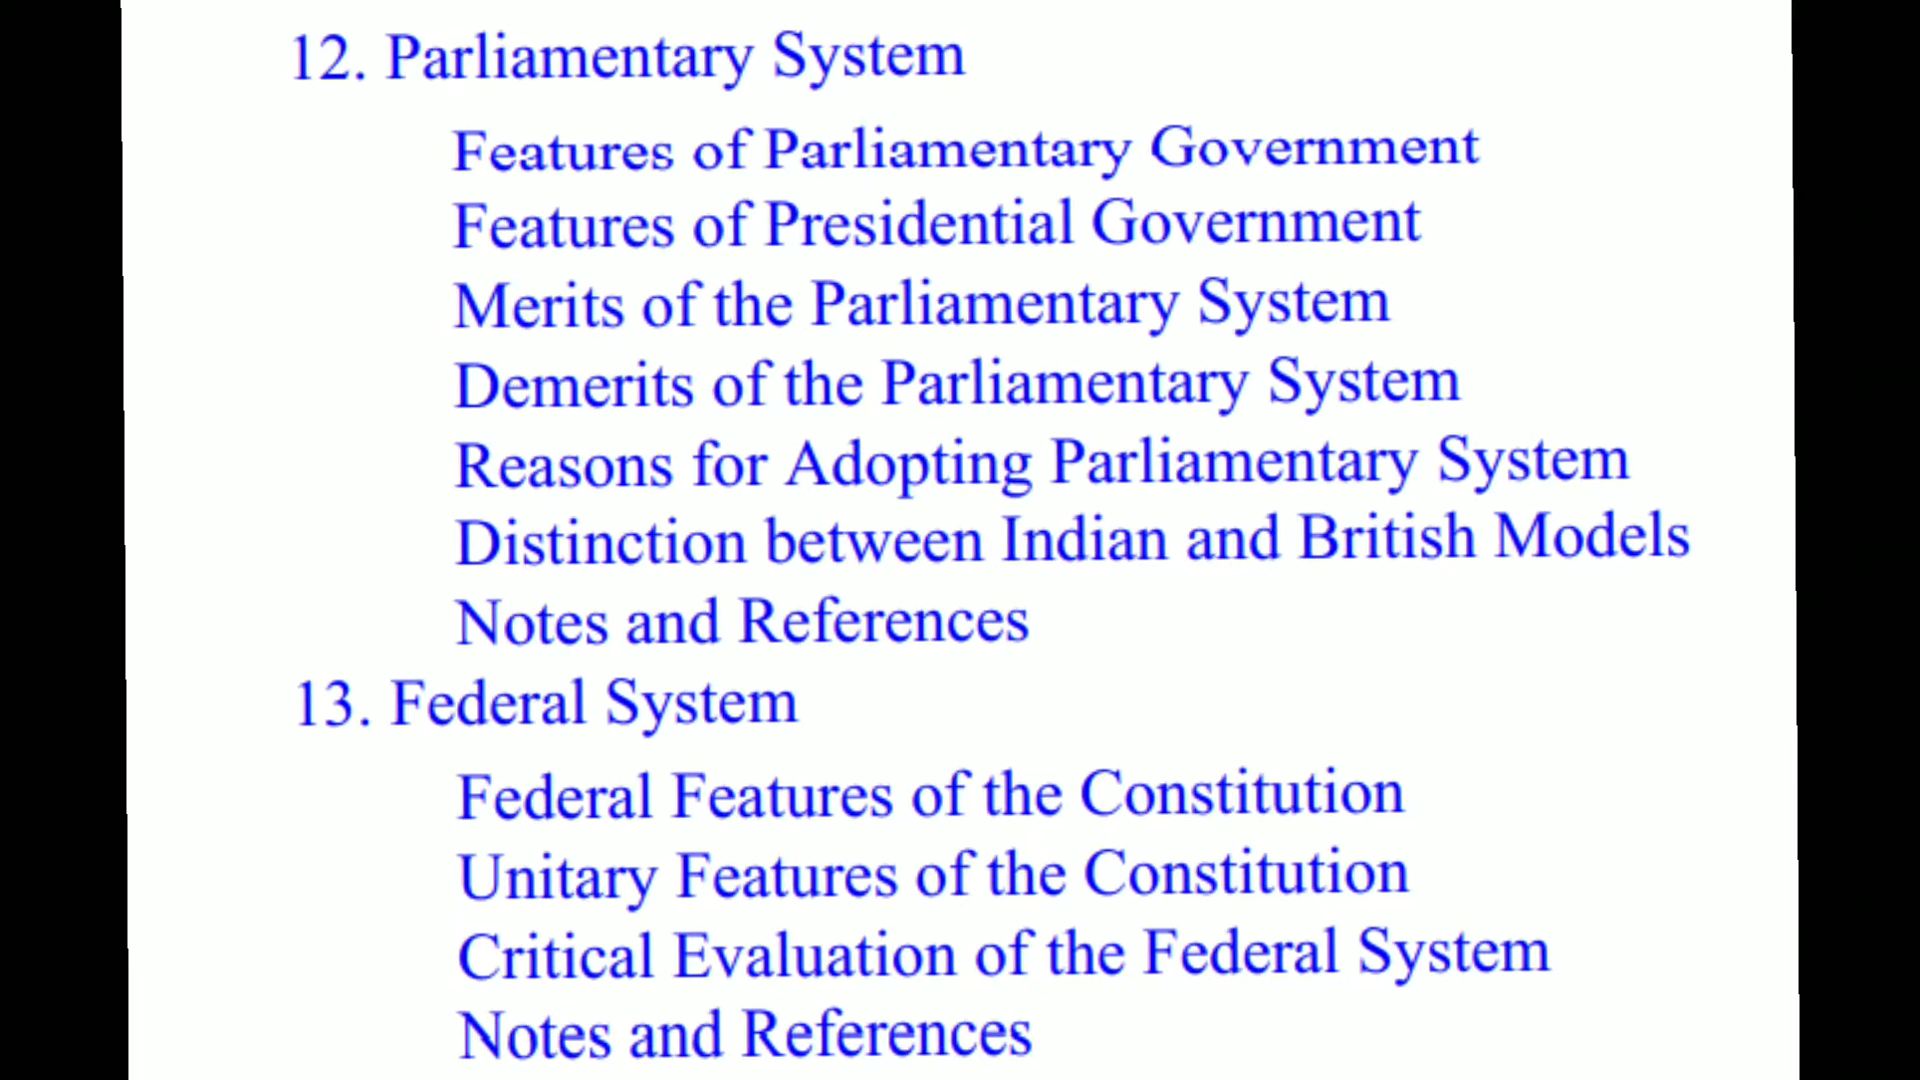 12. Parliamentary System
Features of Parliamentary Government
Features of Presidential Government
Merits of the Parliamentary System
Demerits of the Parliamentary System
Reasons for Adopting Parliamentary System
Distinction between Indian and British Models
Notes and References
13. Federal System
Federal Features of the Constitution
Unitary Features of the Constitution
Critical Evaluation of the Federal System
Notes and References